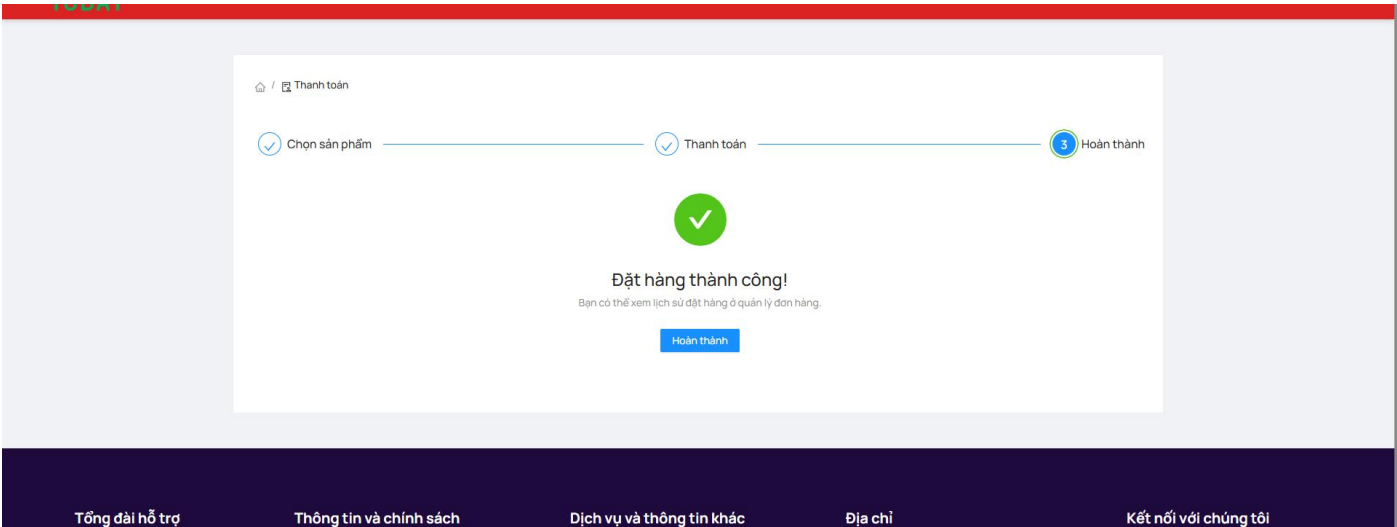 TODAY
/ Thanh toán
Chọn sản phẩm Thanh toán 3 Hoàn thành
Đặt hàng thành công!
Bạn có thể xem lịch sử đặt hàng ở quản lý đơn hàng.
Hoàn thành
Tổng đài hỗ trợ Thông tin và chính sách Dịch vụ và thông tin khác Địa chỉ Kết nối với chúng tôi